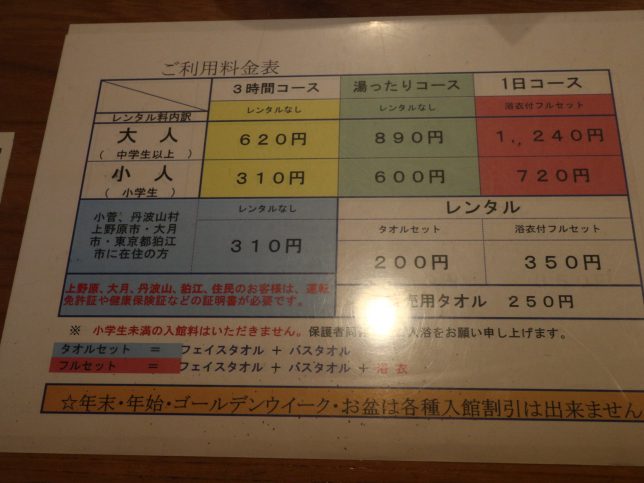 ご利用料金表
3時間コース 湯ったりコース 1日コース
レンタル料内訳 レンタルなし レンタルなし 浴衣付フルセット
大人 620円 890円 1.,240円
(中学生以上)
小人 310円 600円 720円
(小学生)
小菅、丹波山村
上野原市・大月
市・東京都狛江
市に在住の方
レンタルなし
310円
レンタル
タオルセット 浴衣付フルセット
200円 350円
上野原、大月、丹波山、狛江、住民のお客様は、運転
免許証や健康保険証などの証明書が必要です。
売用タオル 250円
※ 小学生未満の入館料はいただきません。保護者同 入浴をお願い申し上げます。
タオルセット = フェイスタオル + バスタオル
フルセット = フェイスタオル + バスタオル + 浴衣
☆年末・年始・ゴールデンウイーク・お盆は各種入館割引は出来ません